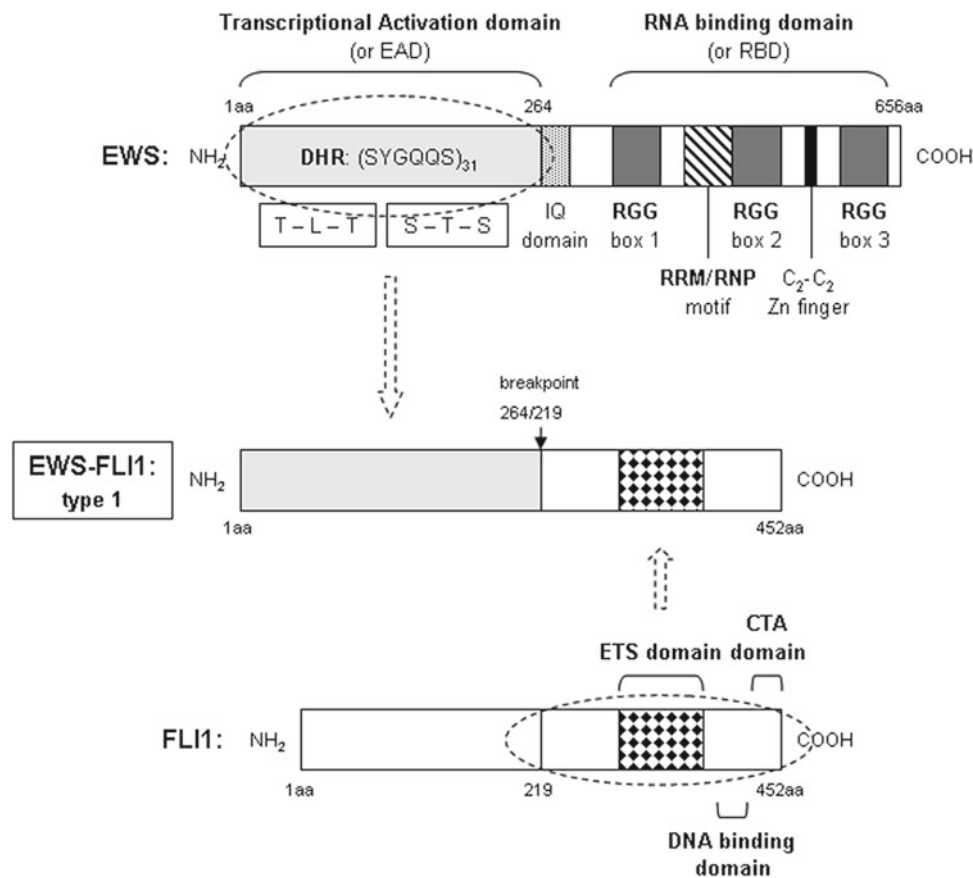 Transcriptional Activation domain
(or EAD)
RNA binding domain
(or RBD)
1aa
264
656aa
EWS:
NH2
DHR: (SYGQQS)31
COOH
T – L – T
S – T – S
IQ
domain
RGG
box 1
RGG
box 2
RGG
box 3
RRM/RNP
motif
C2-C2
Zn finger
breakpoint
264/219
EWS-FLI1:
type 1
NH2
COOH
1aa
452aa
CTA
ETS domain domain
FLI1:
NH2
COOH
1aa
219
452aa
DNA binding
domain